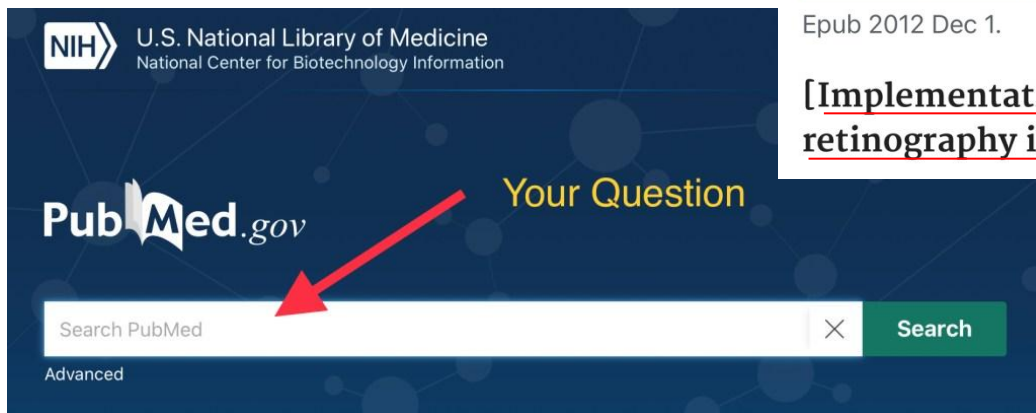 NIH
U.S. National Library of Medicine
National Center for Biotechnology Information
PubMed.gov
Your Question
Search PubMed
Search
Advanced
Epub 2012 Dec 1.
[Implementat
retinography i